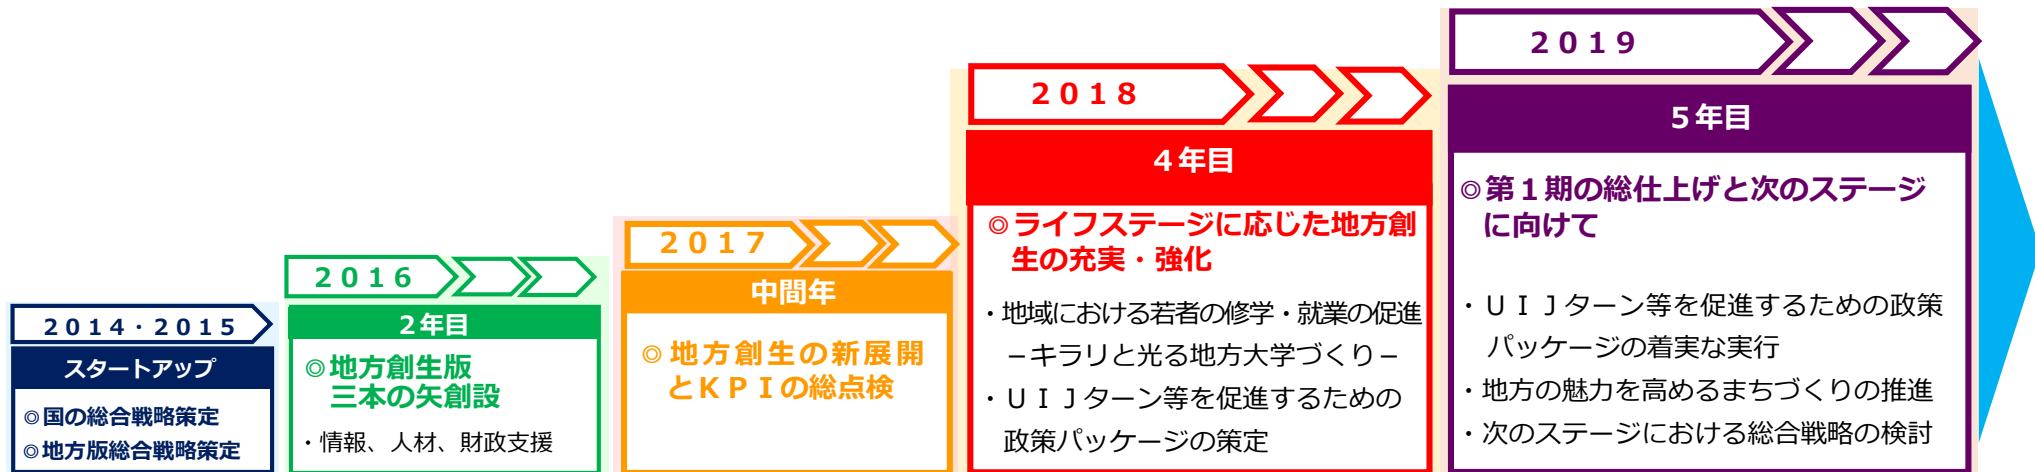 ２０１４・２０１５
スタートアップ
◎国の総合戦略策定
◎地方版総合戦略策定
２０１６
２年目
◎地方創生版
三本の矢創設
・情報、人材、財政支援
２０１７
中間年
◎地方創生の新展開
とＫＰＩの総点検
２０１８
４年目
◎ライフステージに応じた地方創
生の充実・強化
・地域における若者の修学・就業の促進
－キラリと光る地方大学づくり－
・ＵＩＪターン等を促進するための
政策パッケージの策定
２０１９
５年目
◎第１期の総仕上げと次のステージ
に向けて
・ＵＩＪターン等を促進するための政策
パッケージの着実な実行
・地方の魅力を高めるまちづくりの推進
・次のステージにおける総合戦略の検討